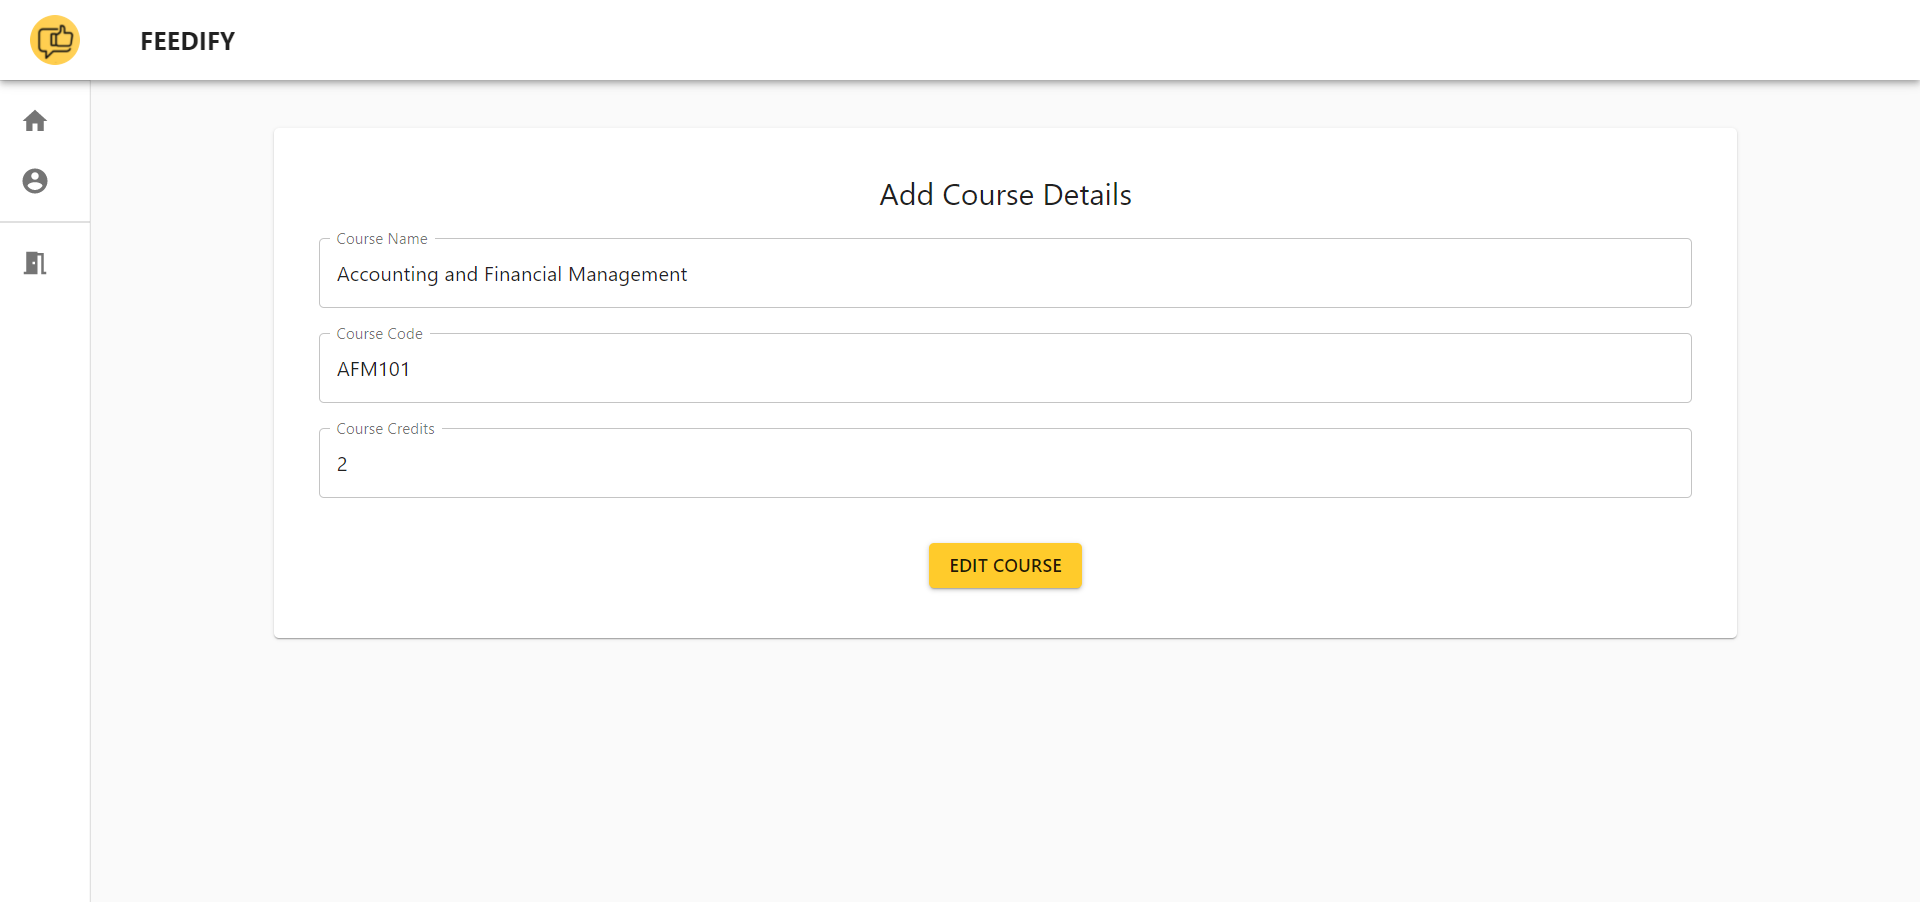 FEEDIFY
Add Course Details
Course Name
Accounting and Financial Management
Course Code
AFM101
Course Credits
2
EDIT COURSE